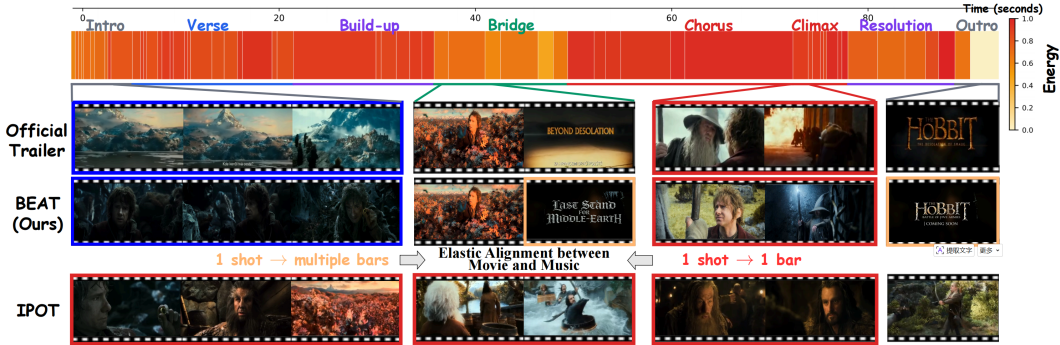 Time (seconds)
0
20
40
60
80
Intro
Verse
Build-up
Bridge
Chorus
Climax
Resolution
Outro
1.0
0.8
0.6
0.4
0.2
0.0
Energy
Official
Trailer
BEYOND DESOLATION
THE
HOBBIT
BEAT
(Ours)
LAST STAND
FOR
MIDDLE-EARTH
THE
HOBBIT
COMING SOON
提取文字
更多
1 shot → multiple bars
Elastic Alignment between
Movie and Music
1 shot → 1 bar
IPOT